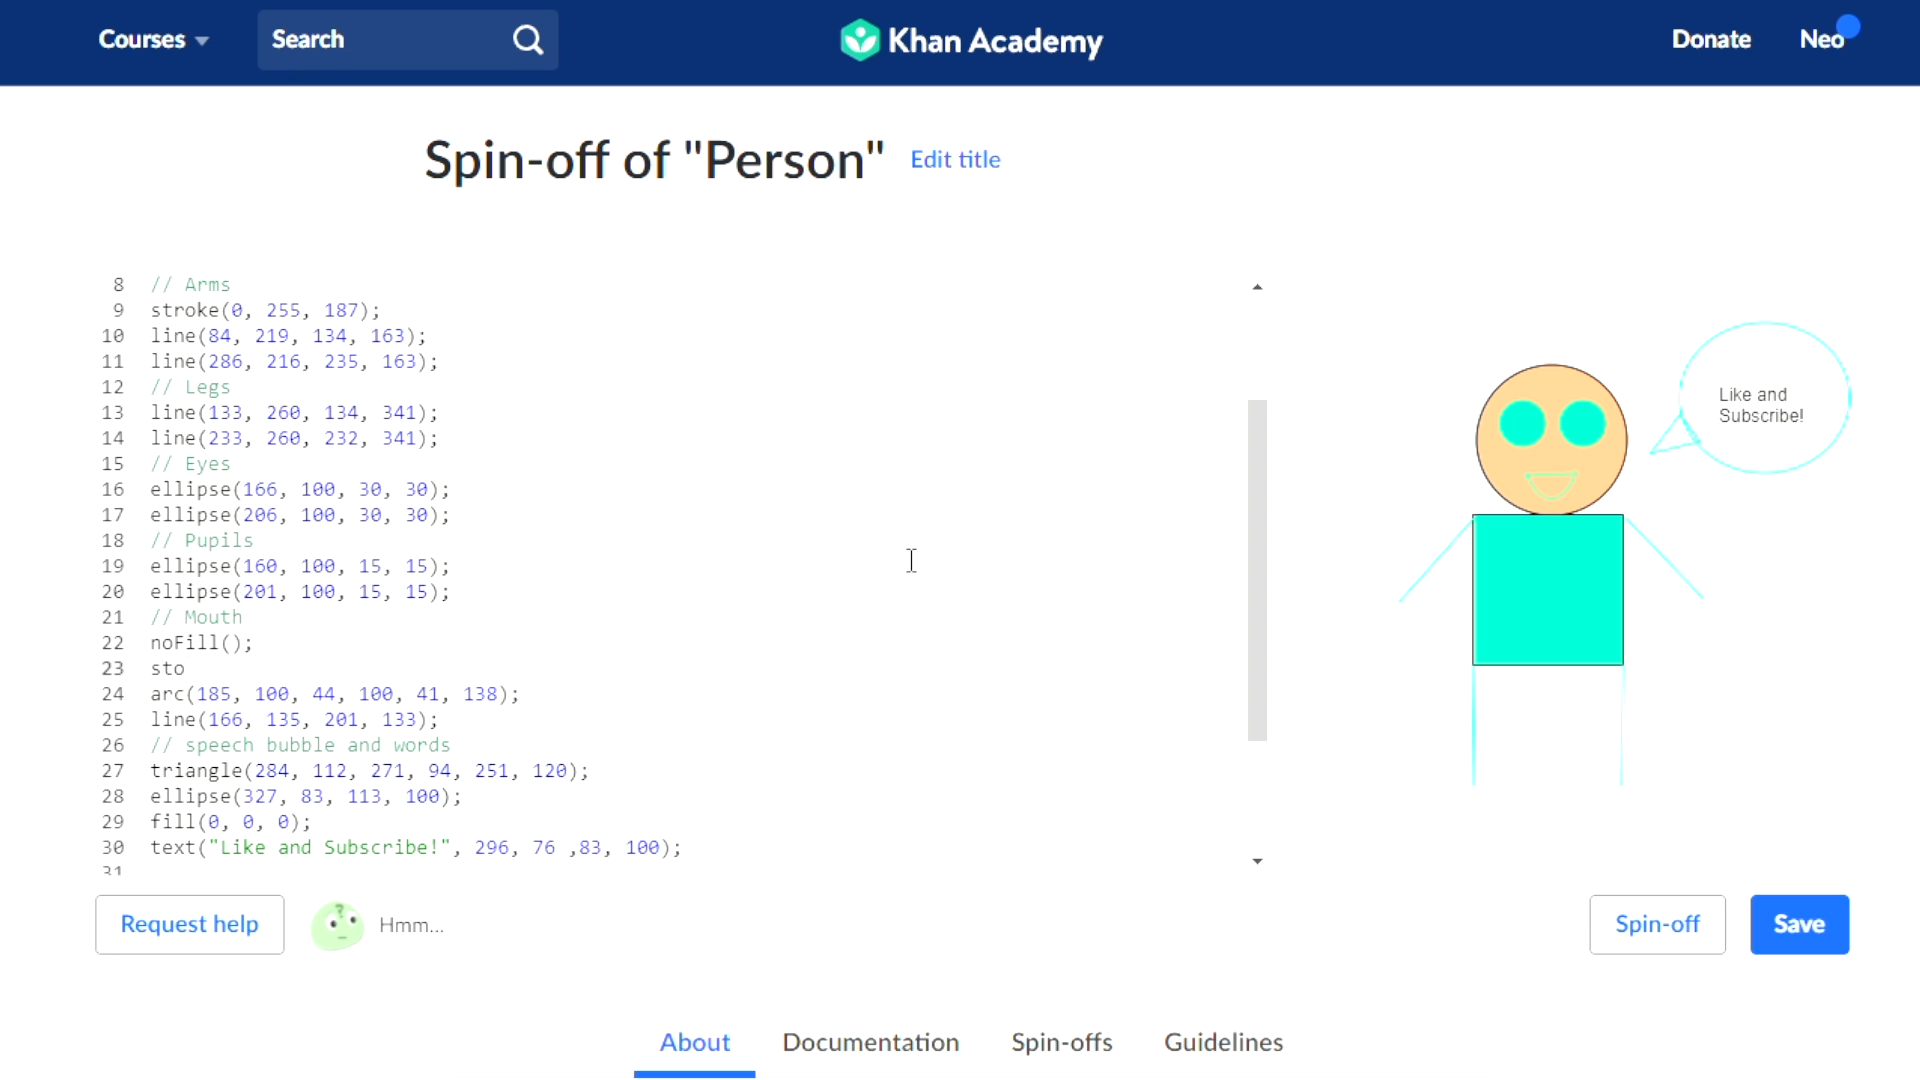 Courses
Search
Khan Academy
Donate
Neo
Spin-off of "Person"
Edit title
8 // Arms
9 stroke(0, 255, 187);
10 line(84, 219, 134, 163);
11 line(286, 216, 235, 163);
12 // Legs
13 line(133, 260, 134, 341);
14 line(233, 260, 232, 341);
15 // Eyes
16 ellipse(166, 100, 30, 30);
17 ellipse(206, 100, 30, 30);
18 // Pupils
19 ellipse(160, 100, 15, 15);
20 ellipse(201, 100, 15, 15);
21 // Mouth
22 noFill();
23 sto
24 arc(185, 100, 44, 100, 41, 138);
25 line(166, 135, 201, 133);
26 // speech bubble and words
27 triangle(284, 112, 271, 94, 251, 120);
28 ellipse(327, 83, 113, 100);
29 fill(0, 0, 0);
30 text("Like and Subscribe!", 296, 76 ,83, 100);
31
Like and
Subscribe!
Request help
?
Hmm...
Spin-off
Save
About
Documentation
Spin-offs
Guidelines